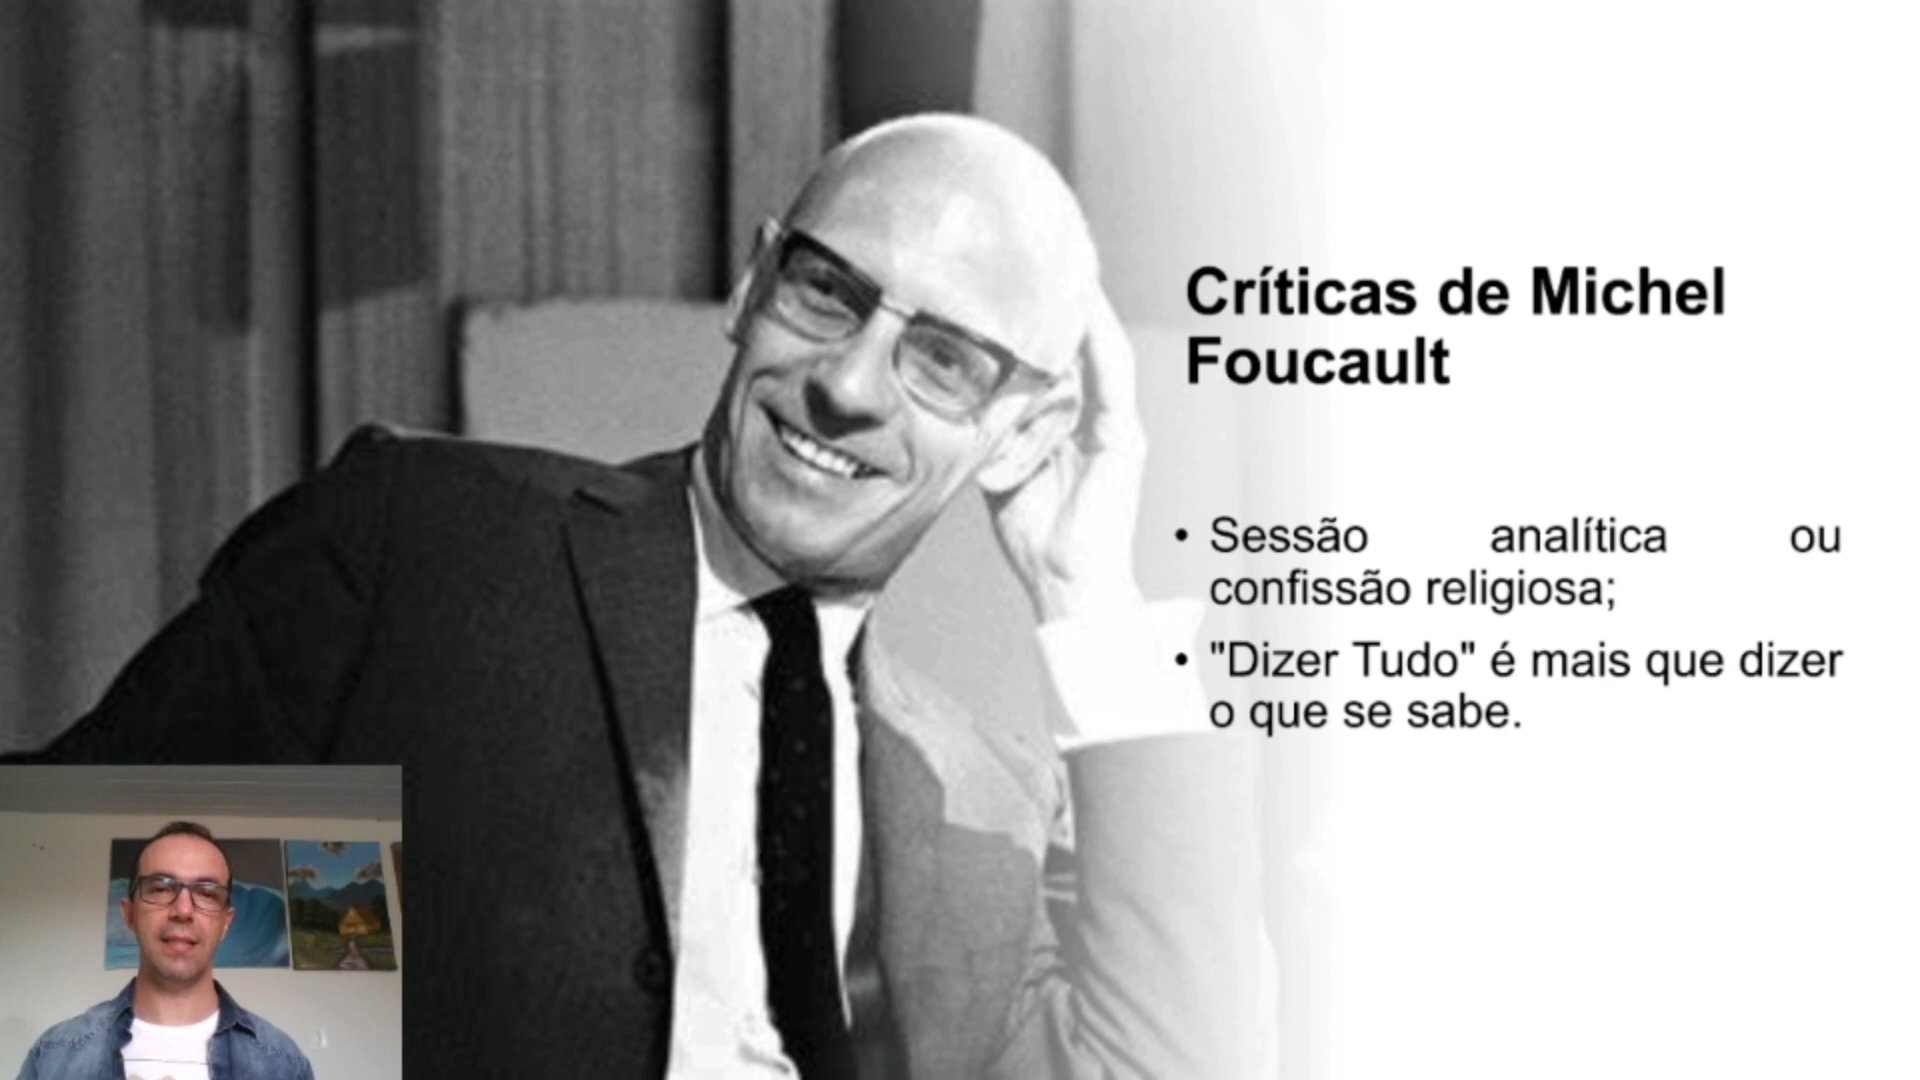 Críticas de Michel
Foucault
• Sessão analítica ou
confissão religiosa;
• "Dizer Tudo" é mais que dizer
o que se sabe.